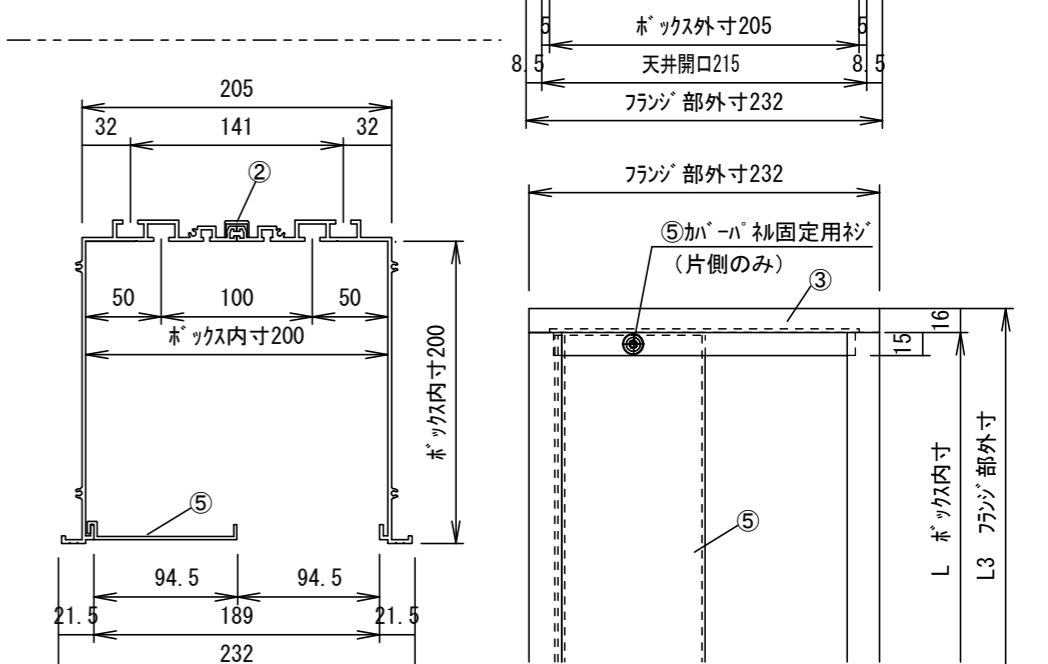 5 ボックス外寸205 5
8.5 天井開口215 8.5
フランジ部外寸232
205
32 141 32
②
50 100 50
ボックス内寸200
ボックス内寸200
⑤
94.5 94.5
21.5 189 21.5
232
フランジ部外寸232
⑤カバーパネル固定用ネジ
(片側のみ)
③
16
15
⑤
L ボックス内寸
L3 フランジ部外寸